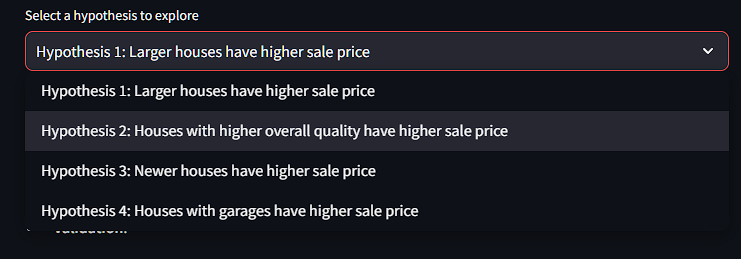 Select a hypothesis to explore
Hypothesis 1: Larger houses have higher sale price
Hypothesis 1: Larger houses have higher sale price
Hypothesis 2: Houses with higher overall quality have higher sale price
Hypothesis 3: Newer houses have higher sale price
Hypothesis 4: Houses with garages have higher sale price